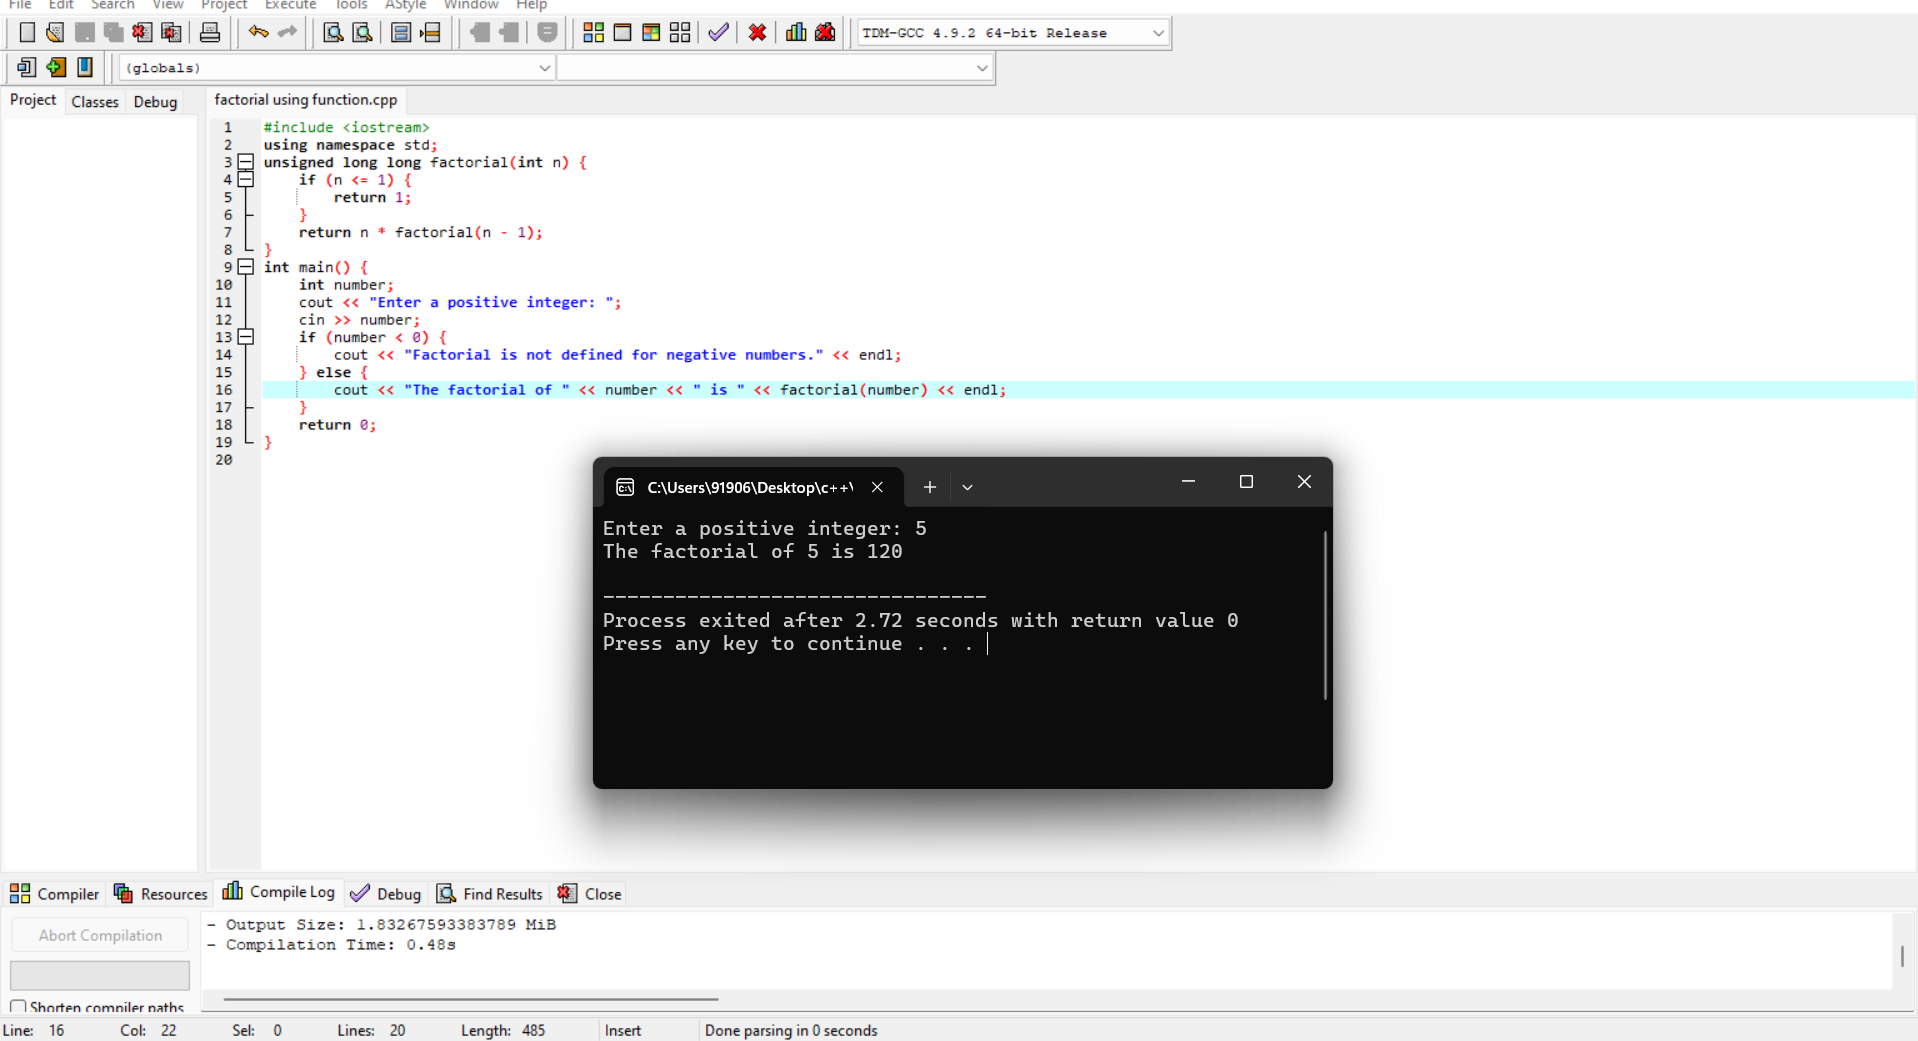 File Edit Search View Project Execute Tools AStyle Window Help
TDM-GCC 4.9.2 64-bit Release
(globals)
Project Classes Debug
factorial using function.cpp
1 #include <iostream>
2 using namespace std;
3 unsigned long long factorial(int n) {
4 if (n <= 1) {
5 return 1;
6 }
7 return n * factorial(n - 1);
8 }
9 int main() {
10 int number;
11 cout << "Enter a positive integer: ";
12 cin >> number;
13 if (number < 0) {
14 cout << "Factorial is not defined for negative numbers." << endl;
15 } else {
16 cout << "The factorial of " << number << " is " << factorial(number) << endl;
17 }
18 return 0;
19 }
20
C:\Users\91906\Desktop\c++\
Enter a positive integer: 5
The factorial of 5 is 120
--------------------------------
Process exited after 2.72 seconds with return value 0
Press any key to continue . . .
Compiler Resources Compile Log Debug Find Results Close
Abort Compilation
- Output Size: 1.83267593383789 MiB
- Compilation Time: 0.48s
Shorten compiler paths
Line: 16 Col: 22 Sel: 0 Lines: 20 Length: 485 Insert Done parsing in 0 seconds